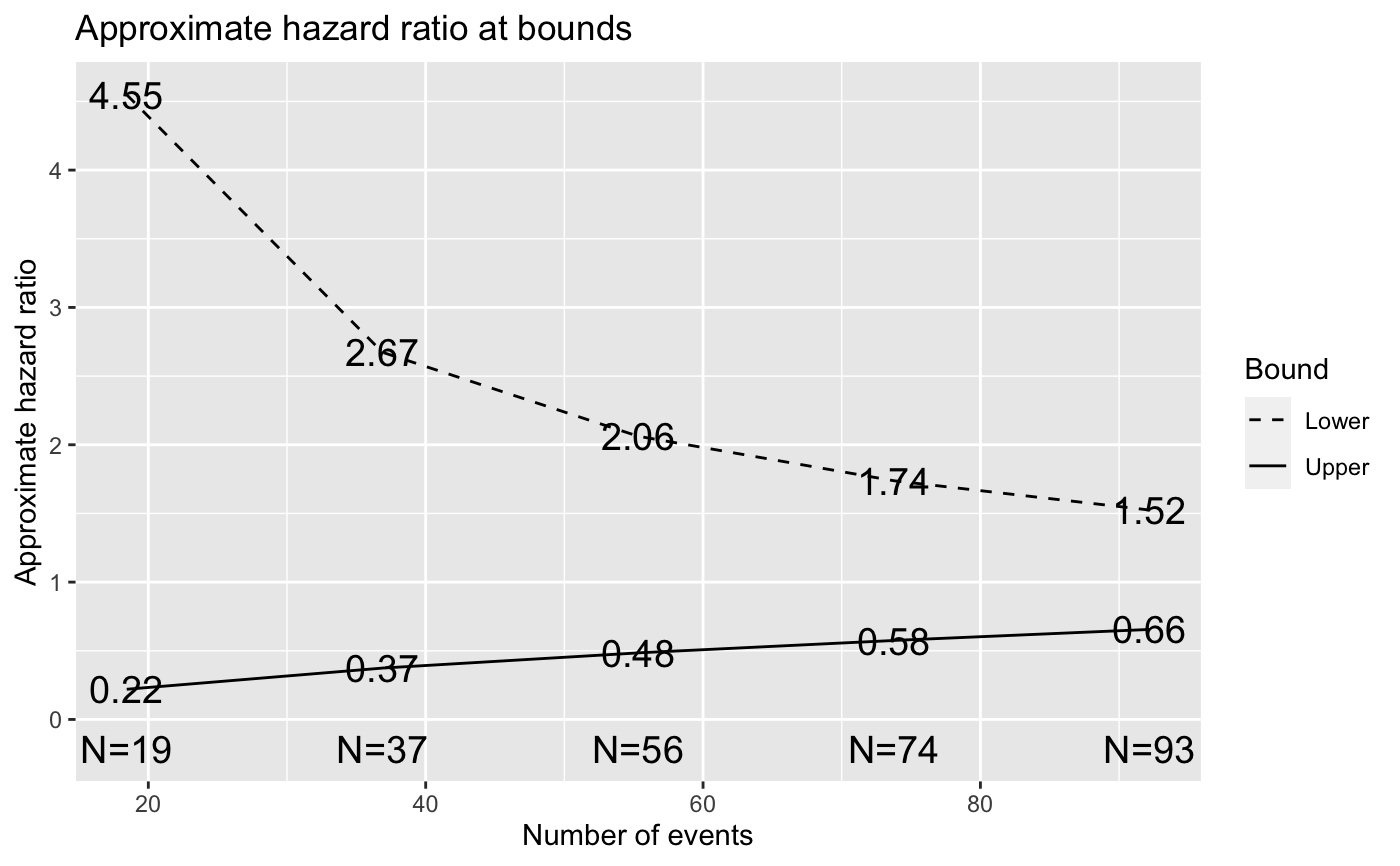 Approximate hazard ratio at bounds
Approximate hazard ratio
4
3
2
1
0
4.55
2.67
2.06
1.74
1.52
0.22
0.37
0.48
0.58
0.66
N=19
N=37
N=56
N=74
N=93
20
40
60
80
Number of events
Bound
Lower
Upper